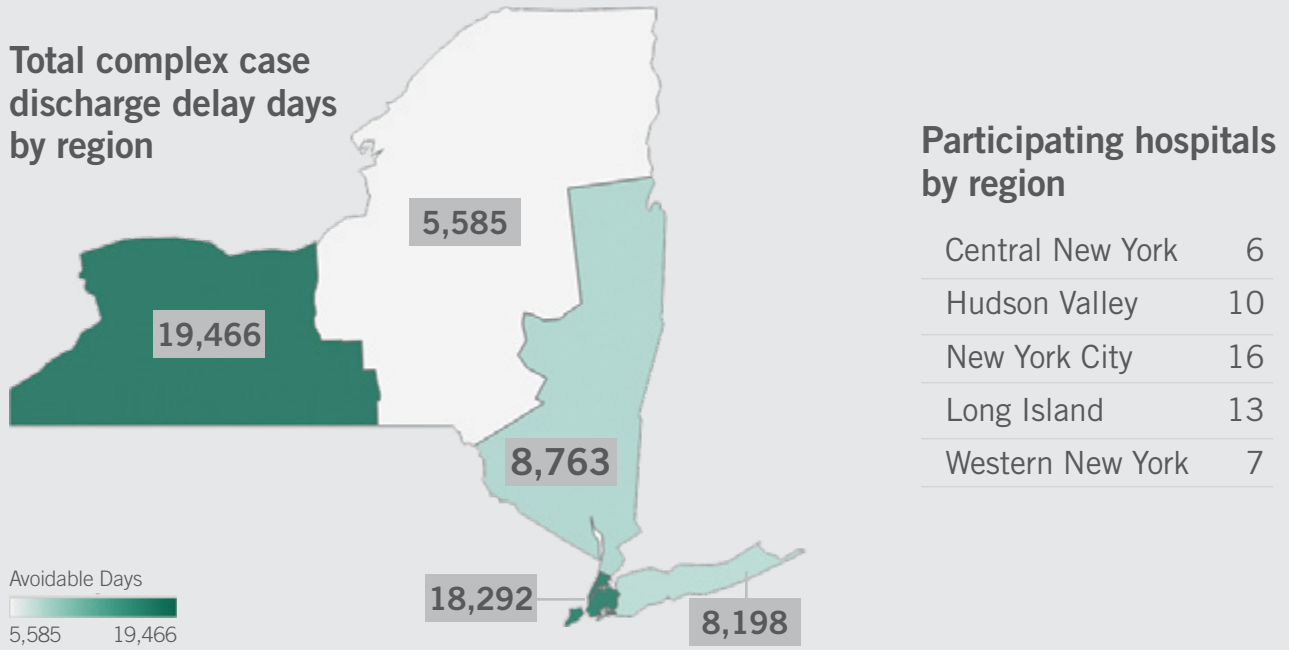 Total complex case
discharge delay days
by region
5,585
19,466
8,763
18,292
8,198
Avoidable Days
5,585 19,466
Participating hospitals
by region
Central New York 6
Hudson Valley 10
New York City 16
Long Island 13
Western New York 7